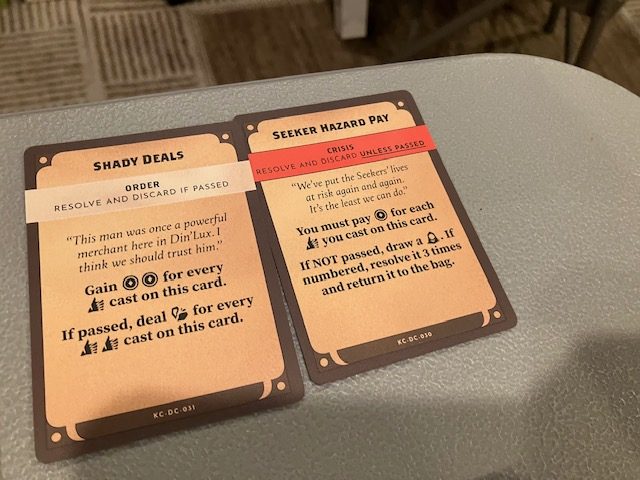 SHADY DEALS
ORDER
RESOLVE AND DISCARD IF PASSED
“This man was once a powerful
merchant here in Din'Lux. I
think we should trust him.”
Gain for every
cast on this card.
If passed, deal for every
cast on this card.
KC-DC-031
SEEKER HAZARD PAY
CRISIS
RESOLVE AND DISCARD UNLESS PASSED
“We've put the Seekers' lives
at risk again and again.
It's the least we can do.”
You must pay for each
you cast on this card.
If NOT passed, draw a . If
numbered, resolve it 3 times
and return it to the bag.
KC-DC-030